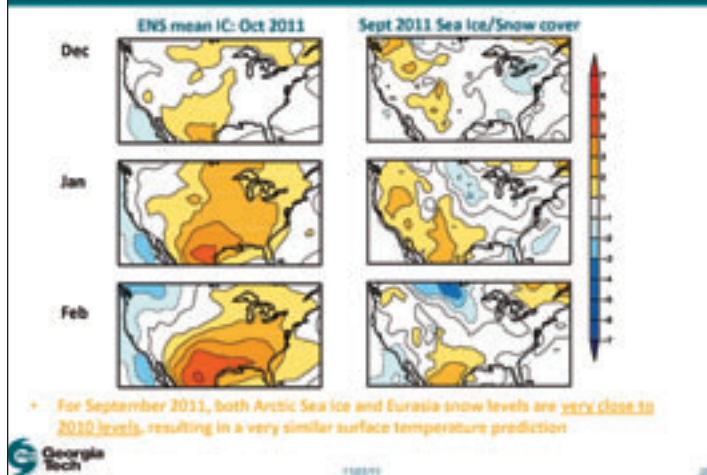 ENS mean IC: Oct 2011
Sept 2011 Sea Ice/Snow cover
Dec
Jan
Feb
• For September 2011, both Arctic Sea Ice and Eurasia snow levels are very close to
2010 levels, resulting in a very similar surface temperature prediction
Georgia
Tech